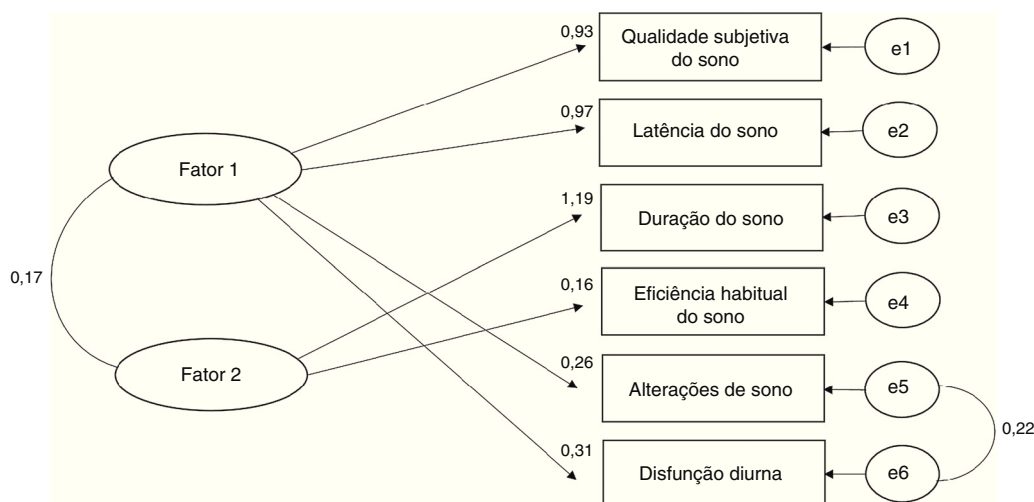 0,93
Qualidade subjetiva
do sono
e1
0,97
Latência do sono
e2
Fator 1
1,19
Duração do sono
e3
0,17
0,16
Eficiência habitual
do sono
e4
Fator 2
0,26
Alterações de sono
e5
0,22
0,31
Disfunção diurna
e6